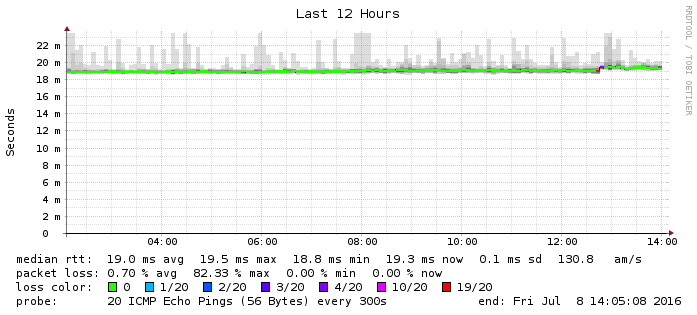 Last 12 Hours
RRDTOOL / TOBI OETIKER
Seconds
22 m
20 m
18 m
16 m
14 m
12 m
10 m
8 m
6 m
4 m
2 m
0
04:00 06:00 08:00 10:00 12:00 14:00
median rtt: 19.0 ms avg 19.5 ms max 18.8 ms min 19.3 ms now 0.1 ms sd 130.8 am/s
packet loss: 0.70 % avg 82.33 % max 0.00 % min 0.00 % now
loss color: 0 1/20 2/20 3/20 4/20 10/20 19/20
probe: 20 ICMP Echo Pings (56 Bytes) every 300s end: Fri Jul 8 14:05:08 2016